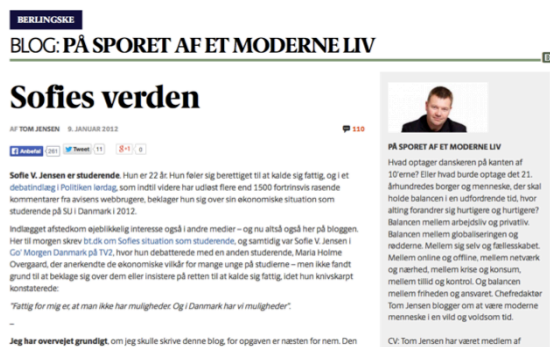 BERLINGSKE
BLOG: PÅ SPORET AF ET MODERNE LIV
Sofies verden
AF TOM JENSEN 9. JANUAR 2012
110
Anbefal 261 Tweet 11 +1 0
Sofie V. Jensen er studerende. Hun er 22 år. Hun føler sig berettiget til at kalde sig fattig, og i et
debatindlæg i Politiken lørdag, som indtil videre har udløst flere end 1500 fortrinsvis rasende
kommentarer fra avisens webbrugere, beklager hun sig over sin økonomiske situation som
studerende på SU i Danmark i 2012.
Indlægget afstedkom øjeblikkelig interesse også i andre medier – og nu altså også her på bloggen.
Her til morgen skrev bt.dk om Sofies situation som studerende, og samtidig var Sofie V. Jensen i
Go' Morgen Danmark på TV2, hvor hun debatterede med en anden studerende, Maria Holme
Overgaard, der anerkendte de økonomiske vilkår for mange unge på studierne – men ikke fandt
grund til at beklage sig over dem eller insistere på retten til at kalde sig fattig, idet hun knivskarpt
konstaterede:
"Fattig for mig er, at man ikke har muligheder. Og i Danmark har vi muligheder".
–
Jeg har overvejet grundigt, om jeg skulle skrive denne blog, for opgaven er næsten for nem. Den
PÅ SPORET AF ET MODERNE LIV
Hvad optager danskeren på kanten af
10'erne? Eller hvad burde optage det 21.
århundredes borger og menneske, der skal
holde balancen i en udfordrende tid, hvor
alting forandrer sig hurtigere og hurtigere?
Balancen mellem arbejdsliv og privatliv.
Balancen mellem globaliseringen og
rødderne. Mellem sig selv og fællesskabet.
Mellem online og offline, mellem netværk
og nærhed, mellem krise og konsum,
mellem tillid og kontrol. Og balancen
mellem friheden og ansvaret. Chefredaktør
Tom Jensen blogger om at være moderne
menneske i en vild og voldsom tid.
CV: Tom Jensen har været medlem af